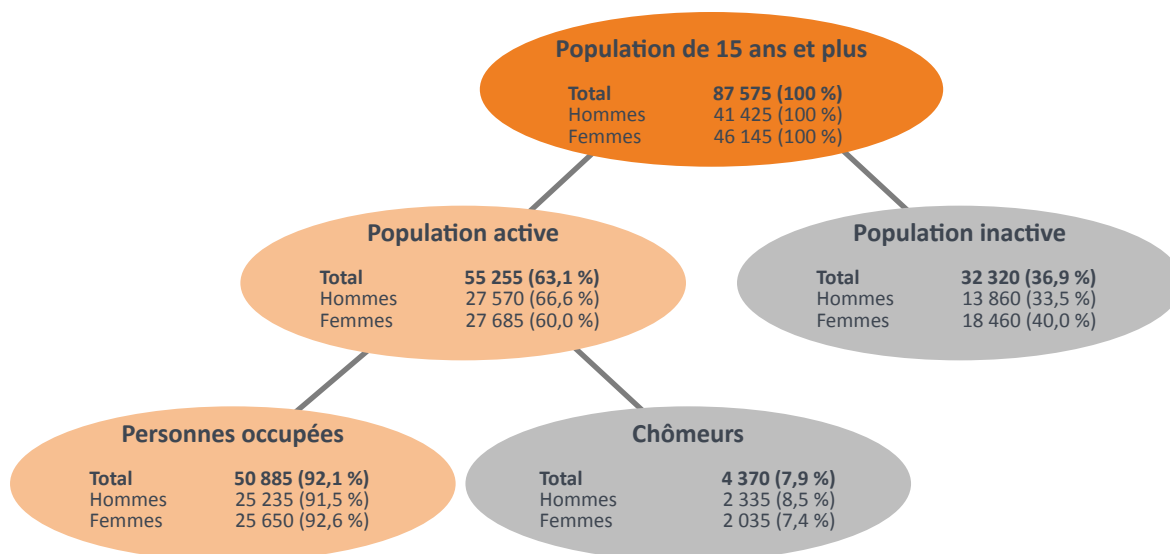 Population de 15 ans et plus
Total 87 575 (100 %)
Hommes 41 425 (100 %)
Femmes 46 145 (100 %)
Population active
Total 55 255 (63,1 %)
Hommes 27 570 (66,6 %)
Femmes 27 685 (60,0 %)
Population inactive
Total 32 320 (36,9 %)
Hommes 13 860 (33,5 %)
Femmes 18 460 (40,0 %)
Personnes occupées
Total 50 885 (92,1 %)
Hommes 25 235 (91,5 %)
Femmes 25 650 (92,6 %)
Chômeurs
Total 4 370 (7,9 %)
Hommes 2 335 (8,5 %)
Femmes 2 035 (7,4 %)